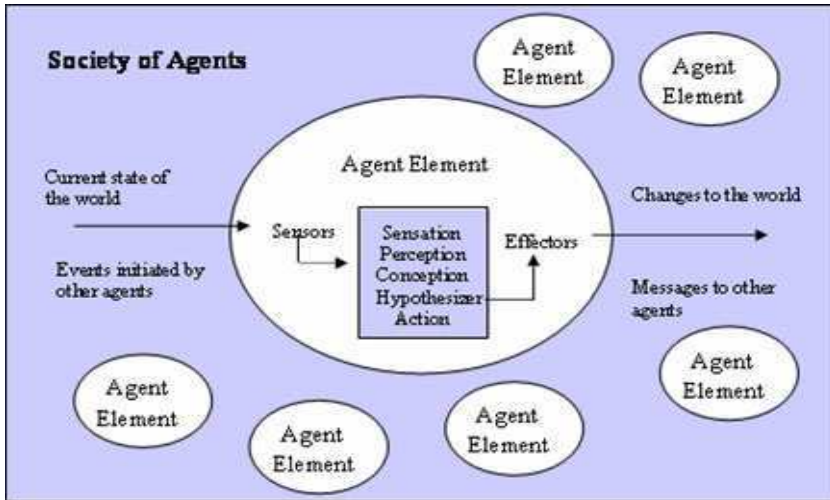 Society of Agents
Agent
Element
Agent
Element
Agent Element
Current state of
the world
Events initiated by
other agents
Sensors
Sensation
Perception
Conception
Hypothesizer
Action
Effectors
Changes to the world
Messages to other
agents
Agent
Element
Agent
Element
Agent
Element
Agent
Element